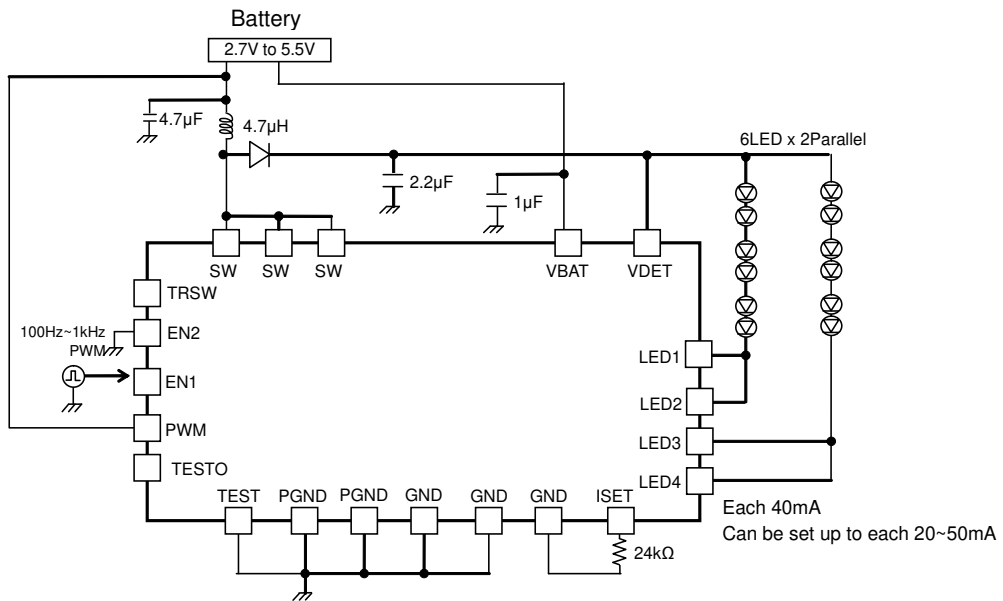 Battery
2.7V to 5.5V
4.7µF
4.7µH
6LED x 2Parallel
2.2µF
1µF
SW
SW
SW
VBAT
VDET
TRSW
100Hz~1kHz
PWM
EN2
EN1
PWM
TESTO
LED1
LED2
LED3
LED4
TEST
PGND
PGND
GND
GND
GND
ISET
Each 40mA
Can be set up to each 20~50mA
24kΩ